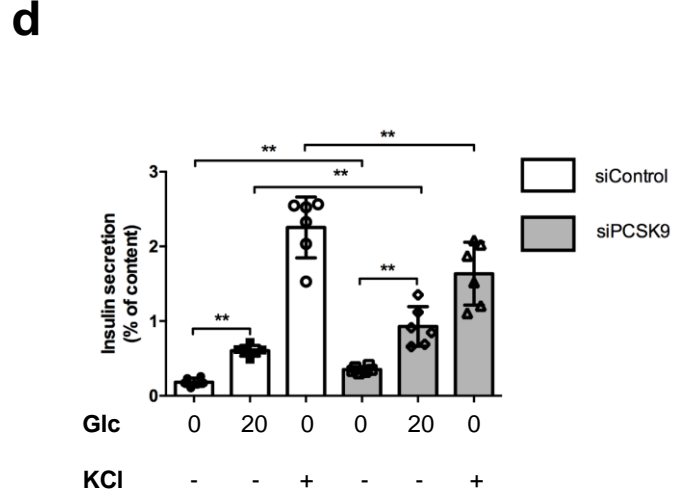 d
**
**
**
**
**
3
2
1
0
Insulin secretion
(% of content)
siControl
siPCSK9
Glc 0 20 0 0 20 0
KCl - - + - - +